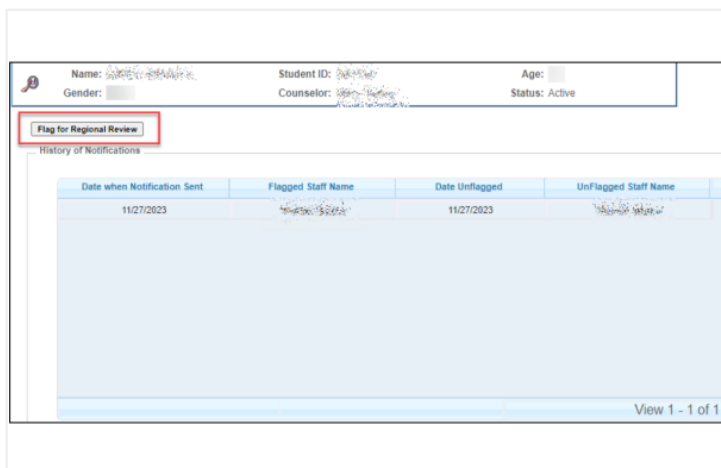 Name: Student ID: Age:
Gender: Counselor: Status: Active
Flag for Regional Review
History of Notifications
Date when Notification Sent Flagged Staff Name Date Unflagged UnFlagged Staff Name
11/27/2023 11/27/2023
View 1 - 1 of 1